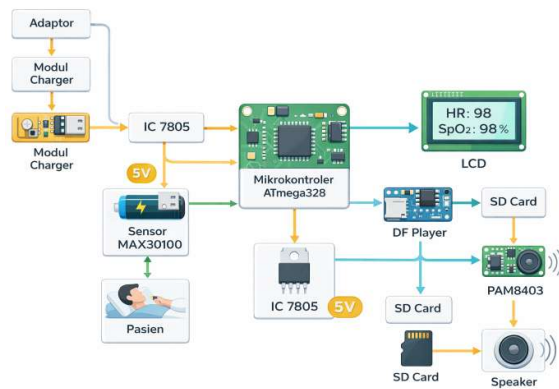 Adaptor
Modul
Charger
Modul
Charger
IC 7805
5V
Sensor
MAX30100
Pasien
Mikrokontroler
ATmega328
IC 7805
5V
HR: 98
SpO₂: 98%
LCD
DF Player
SD Card
PAM8403
SD Card
SD Card
Speaker